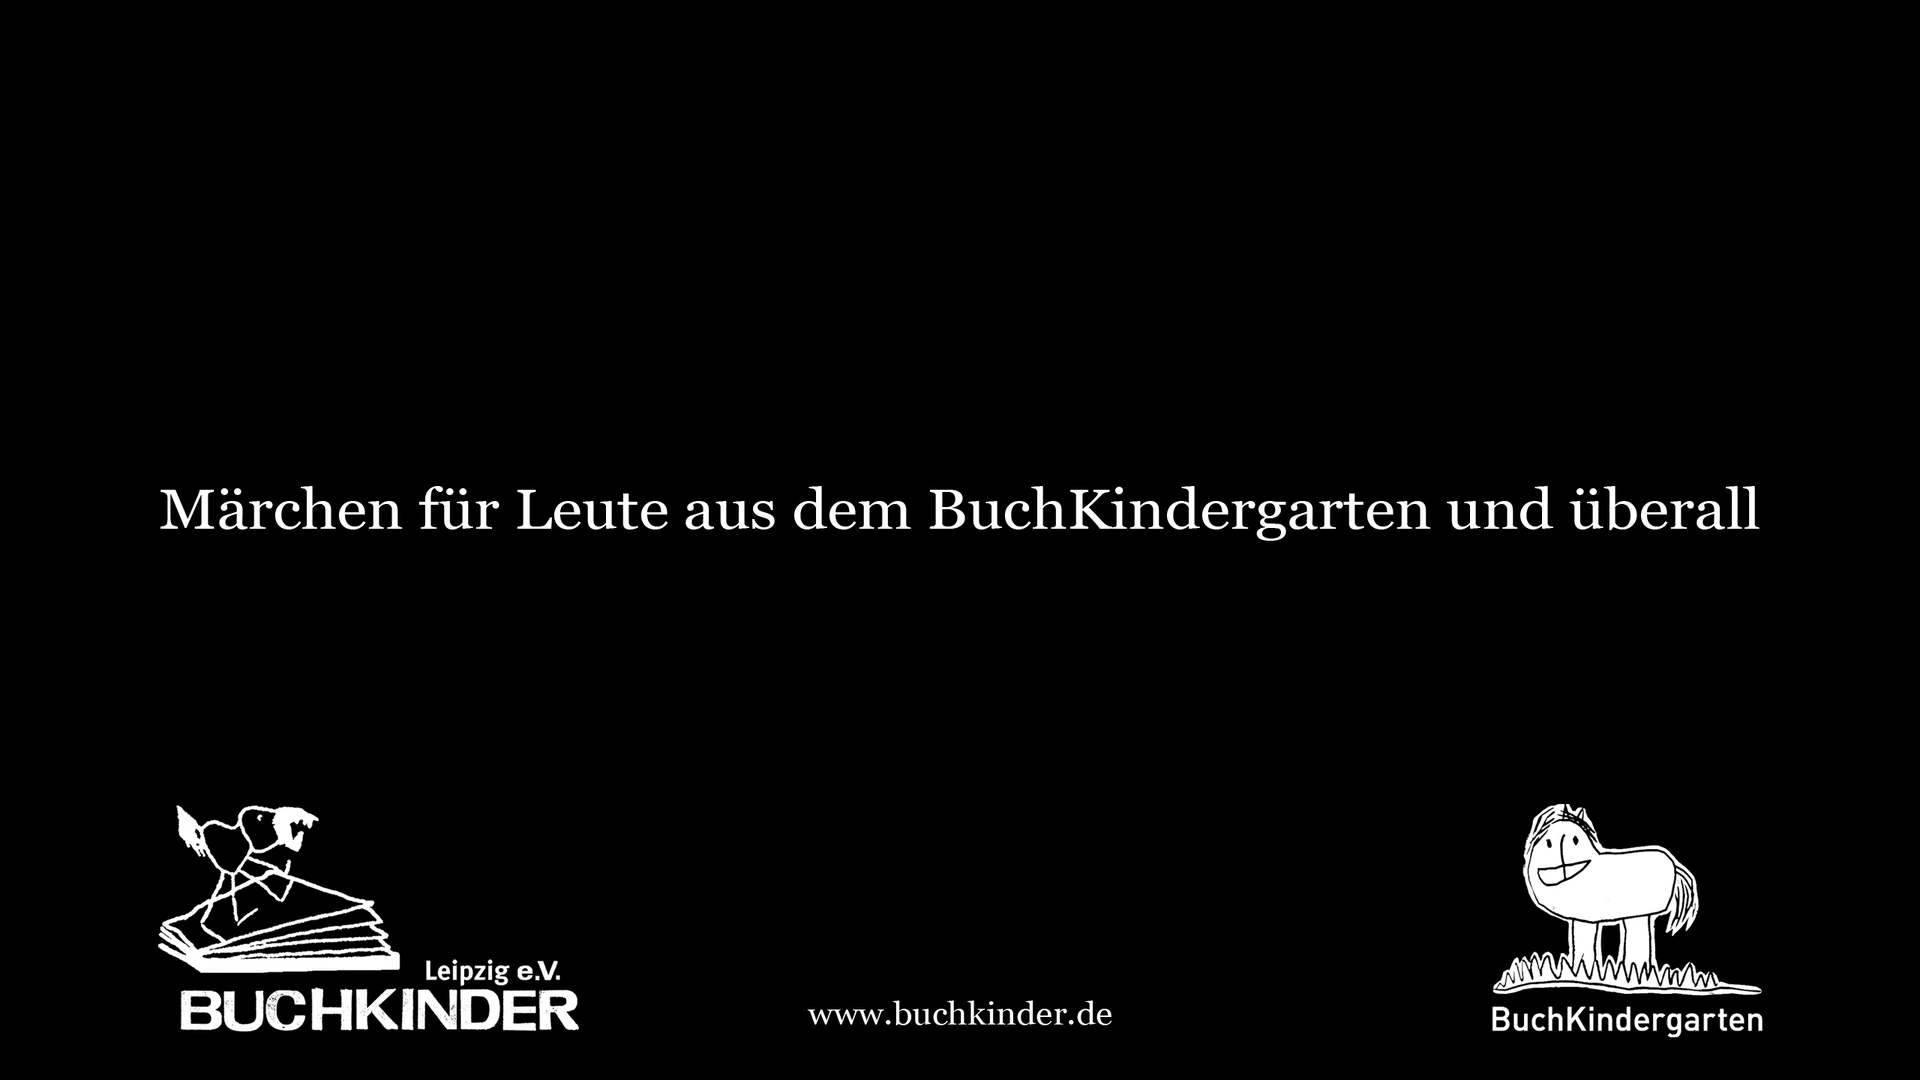 Märchen für Leute aus dem BuchKindergarten und überall
Leipzig e.V.
BUCHKINDER
www.buchkinder.de
BuchKindergarten